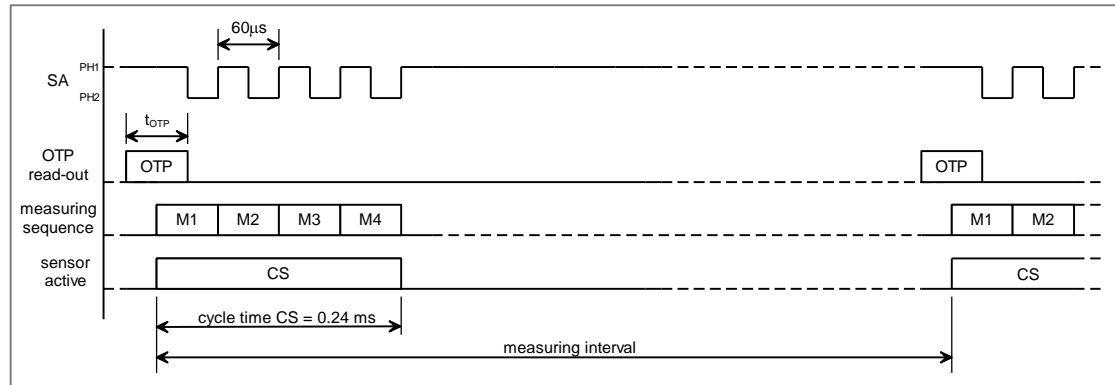 60µs
PH1
SA
PH2
tOTP
OTP
read-out
OTP
OTP
measuring
sequence
M1
M2
M3
M4
M1
M2
sensor
active
CS
CS
cycle time CS = 0.24 ms
measuring interval